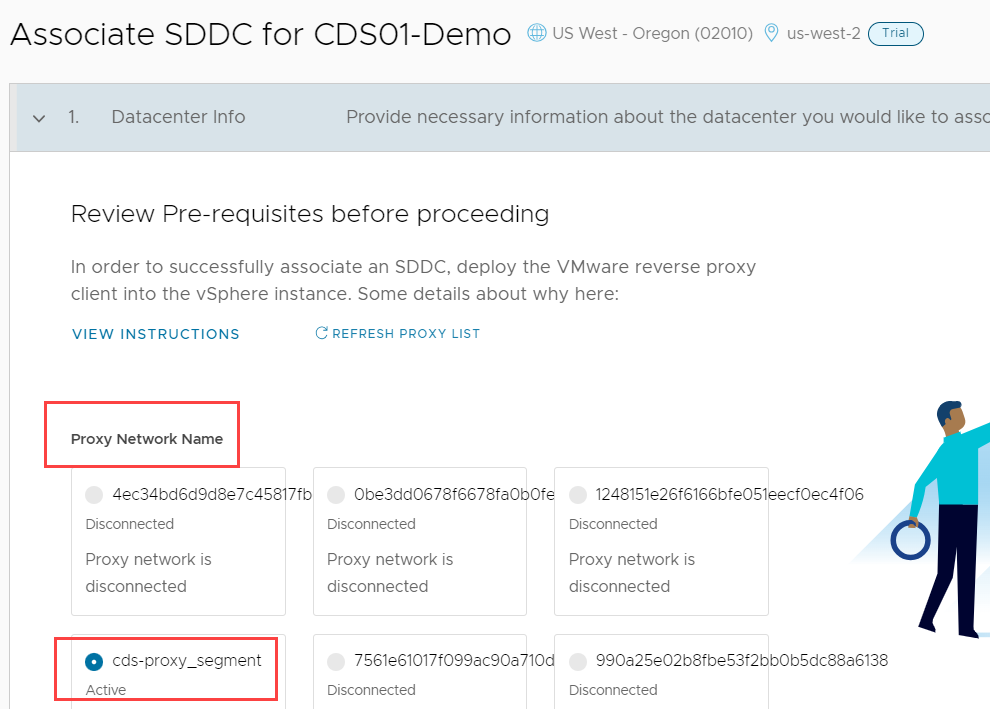 Associate SDDC for CDS01-Demo US West - Oregon (02010) us-west-2 Trial
1. Datacenter Info Provide necessary information about the datacenter you would like to asso
Review Pre-requisites before proceeding
In order to successfully associate an SDDC, deploy the VMware reverse proxy
client into the vSphere instance. Some details about why here:
VIEW INSTRUCTIONS REFRESH PROXY LIST
Proxy Network Name
4ec34bd6d9d8e7c45817fb 0be3dd0678f6678fa0b0fe 1248151e26f6166bfe051eecf0ec4f06
Disconnected Disconnected Disconnected
Proxy network is Proxy network is Proxy network is
disconnected disconnected disconnected
cds-proxy_segment 7561e61017f099ac90a710d 990a25e02b8fbe53f2bb0b5dc88a6138
Active Disconnected Disconnected